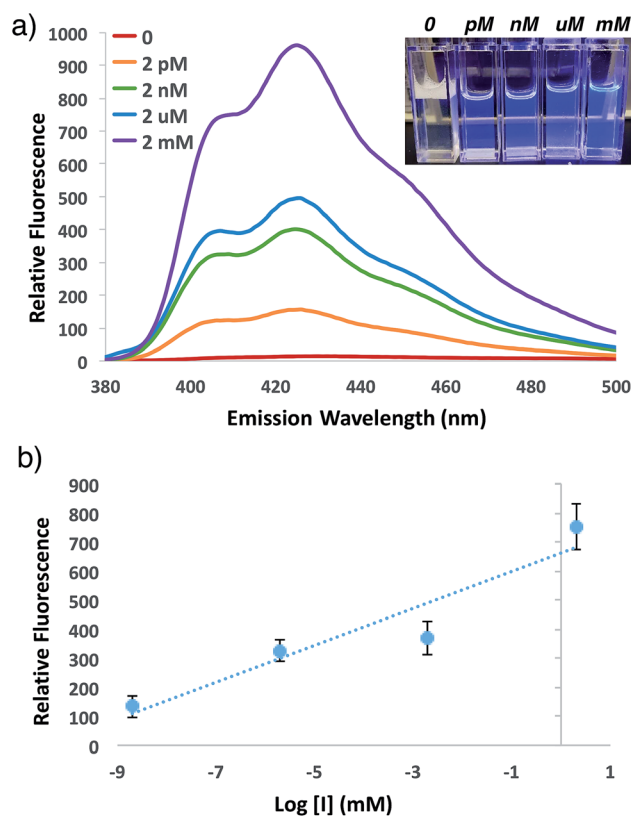 a)
0 pM nM uM mM
1000
900
800
700
600
500
400
300
200
100
0
0
2 pM
2 nM
2 uM
2 mM
Relative Fluorescence
380 400 420 440 460 480 500
Emission Wavelength (nm)
b)
900
800
700
600
500
400
300
200
100
0
Relative Fluorescence
-9 -7 -5 -3 -1 1
Log [I] (mM)